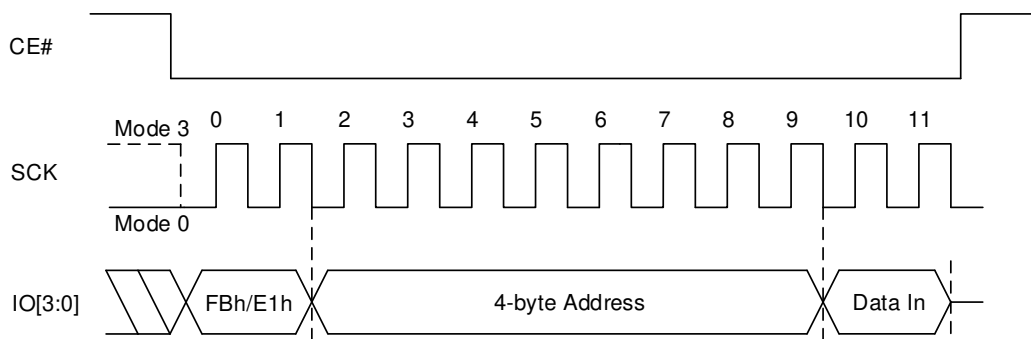 CE#
Mode 3
0 1 2 3 4 5 6 7 8 9 10 11
SCK
Mode 0
IO[3:0]
FBh/E1h
4-byte Address
Data In